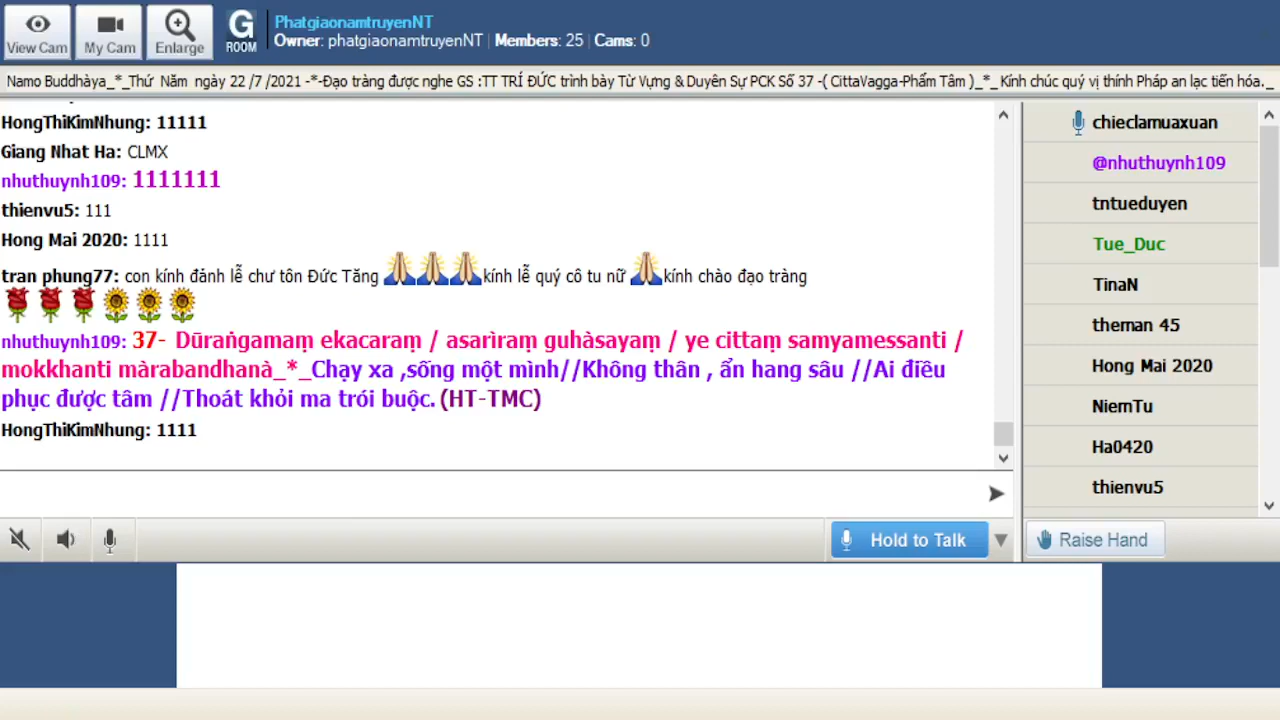 View Cam
My Cam
Enlarge
G
ROOM
PhatgiaonamtruyenNT
Owner: phatgiaonamtruyenNT | Members: 25 | Cams: 0
Namo Buddhàya_*_Thứ Năm ngày 22 /7 /2021 -*-Đạo tràng được nghe GS :TT TRÍ ĐỨC trình bày Từ Vựng & Duyên Sự PCK Số 37 -( CittaVagga-Phẩm Tâm )_*_Kính chúc quý vị thính Pháp an lạc tiến hóa._
HongThiKimNhung: 11111
Giang Nhat Ha: CLMX
nhuthuynh109: 1111111
thienvu5: 111
Hong Mai 2020: 1111
tran phung77: con kính đảnh lễ chư tôn Đức Tăng kính lễ quý cô tu nữ kính chào đạo tràng
nhuthuynh109: 37- Dūraṅgamaṃ ekacaraṃ / asarìraṃ guhàsayaṃ / ye cittaṃ samyamessanti /
mokkhanti màrabandhanà_*_Chạy xa ,sống một mình//Không thân , ẩn hang sâu //Ai điều
phục được tâm //Thoát khỏi ma trói buộc. (HT-TMC)
HongThiKimNhung: 1111
Hold to Talk
chieclamuaxuan
@nhuthuynh109
tntueduyen
Tue_Duc
TinaN
theman 45
Hong Mai 2020
NiemTu
Ha0420
thienvu5
Raise Hand